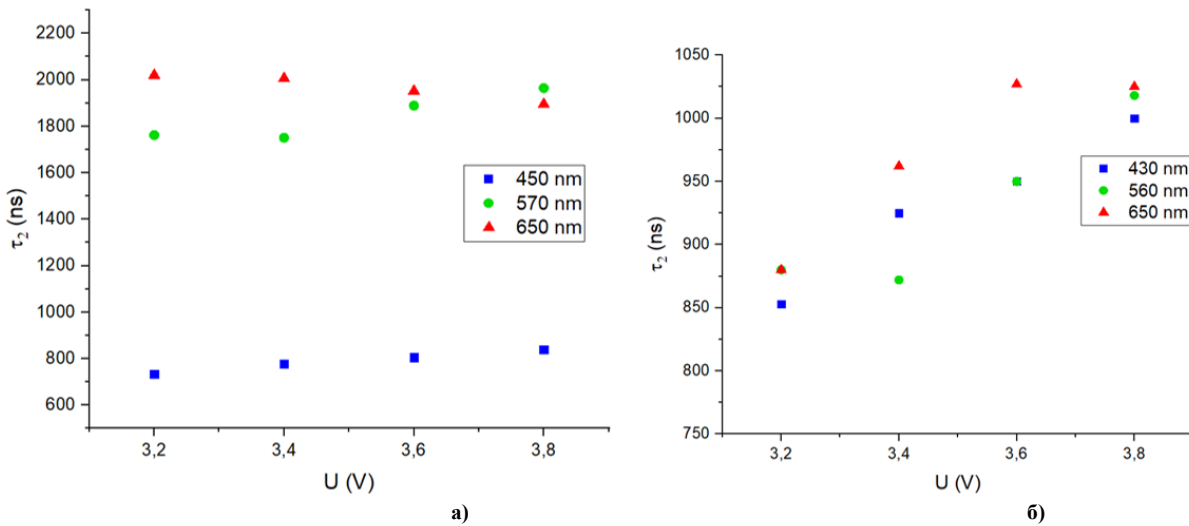 2200
2000
1800
1600
1400
1200
1000
800
600
τ₂ (ns)
3,2
3,4
3,6
3,8
U (V)
450 nm
570 nm
650 nm
а)
1050
1000
950
900
850
800
750
τ₂ (ns)
3,2
3,4
3,6
3,8
U (V)
430 nm
560 nm
650 nm
б)